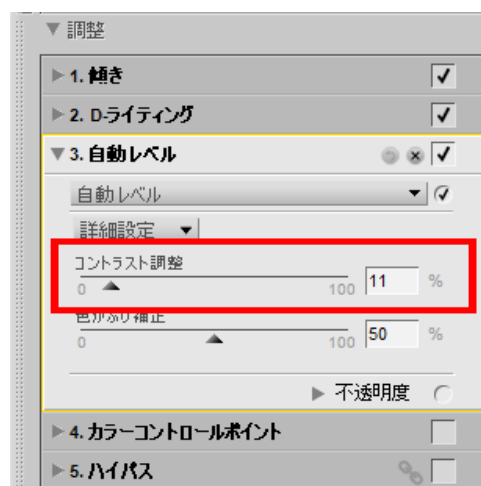 調整
1. 傾き
2. D-ライティング
3. 自動レベル
自動レベル
詳細設定
コントラスト調整
0 100 11 %
色かぶり補正
0 100 50 %
不透明度
4. カラーコントロールポイント
5. ハイパス